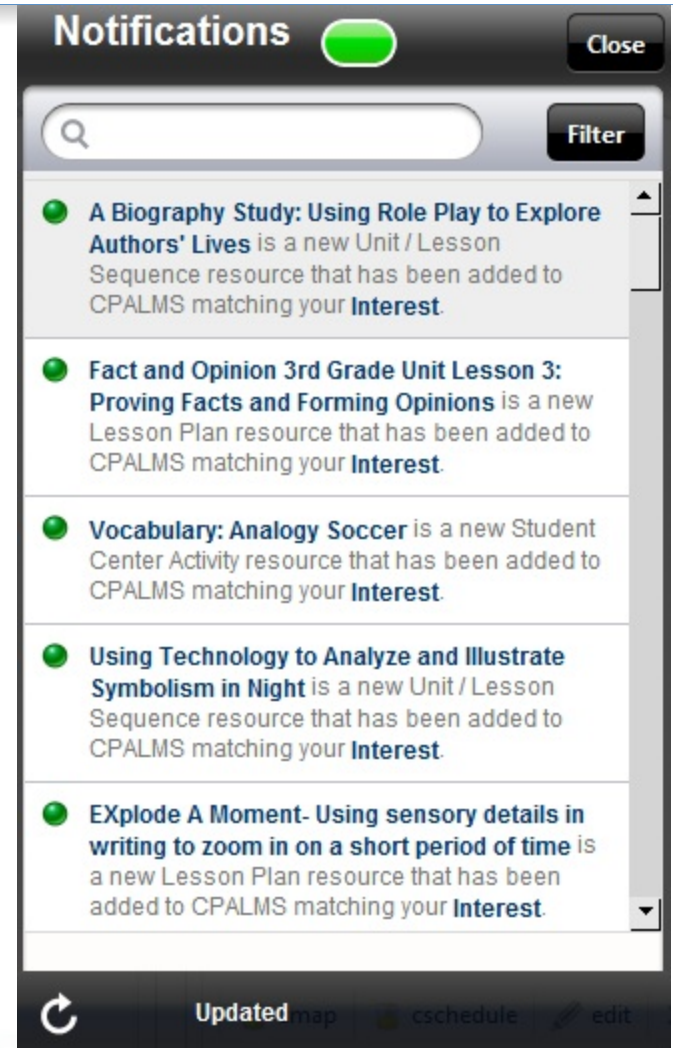 Notifications
Close
Filter
A Biography Study: Using Role Play to Explore
Authors' Lives is a new Unit / Lesson
Sequence resource that has been added to
CPALMS matching your Interest.
Fact and Opinion 3rd Grade Unit Lesson 3:
Proving Facts and Forming Opinions is a new
Lesson Plan resource that has been added to
CPALMS matching your Interest.
Vocabulary: Analogy Soccer is a new Student
Center Activity resource that has been added to
CPALMS matching your Interest.
Using Technology to Analyze and Illustrate
Symbolism in Night is a new Unit / Lesson
Sequence resource that has been added to
CPALMS matching your Interest.
EXplode A Moment- Using sensory details in
writing to zoom in on a short period of time is
a new Lesson Plan resource that has been
added to CPALMS matching your Interest.
Updated map cschedule edit